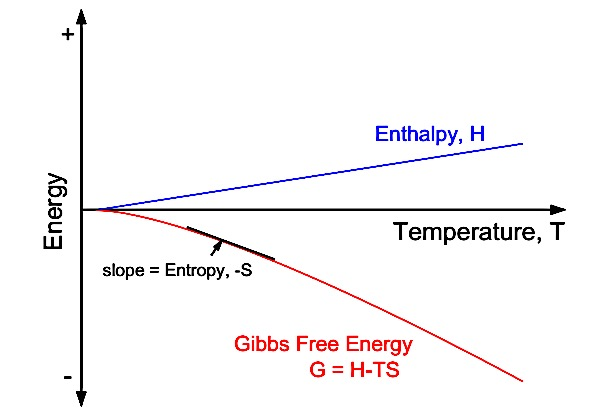 +
Enthalpy, H
Energy
Temperature, T
slope = Entropy, -S
Gibbs Free Energy
G = H-TS
-